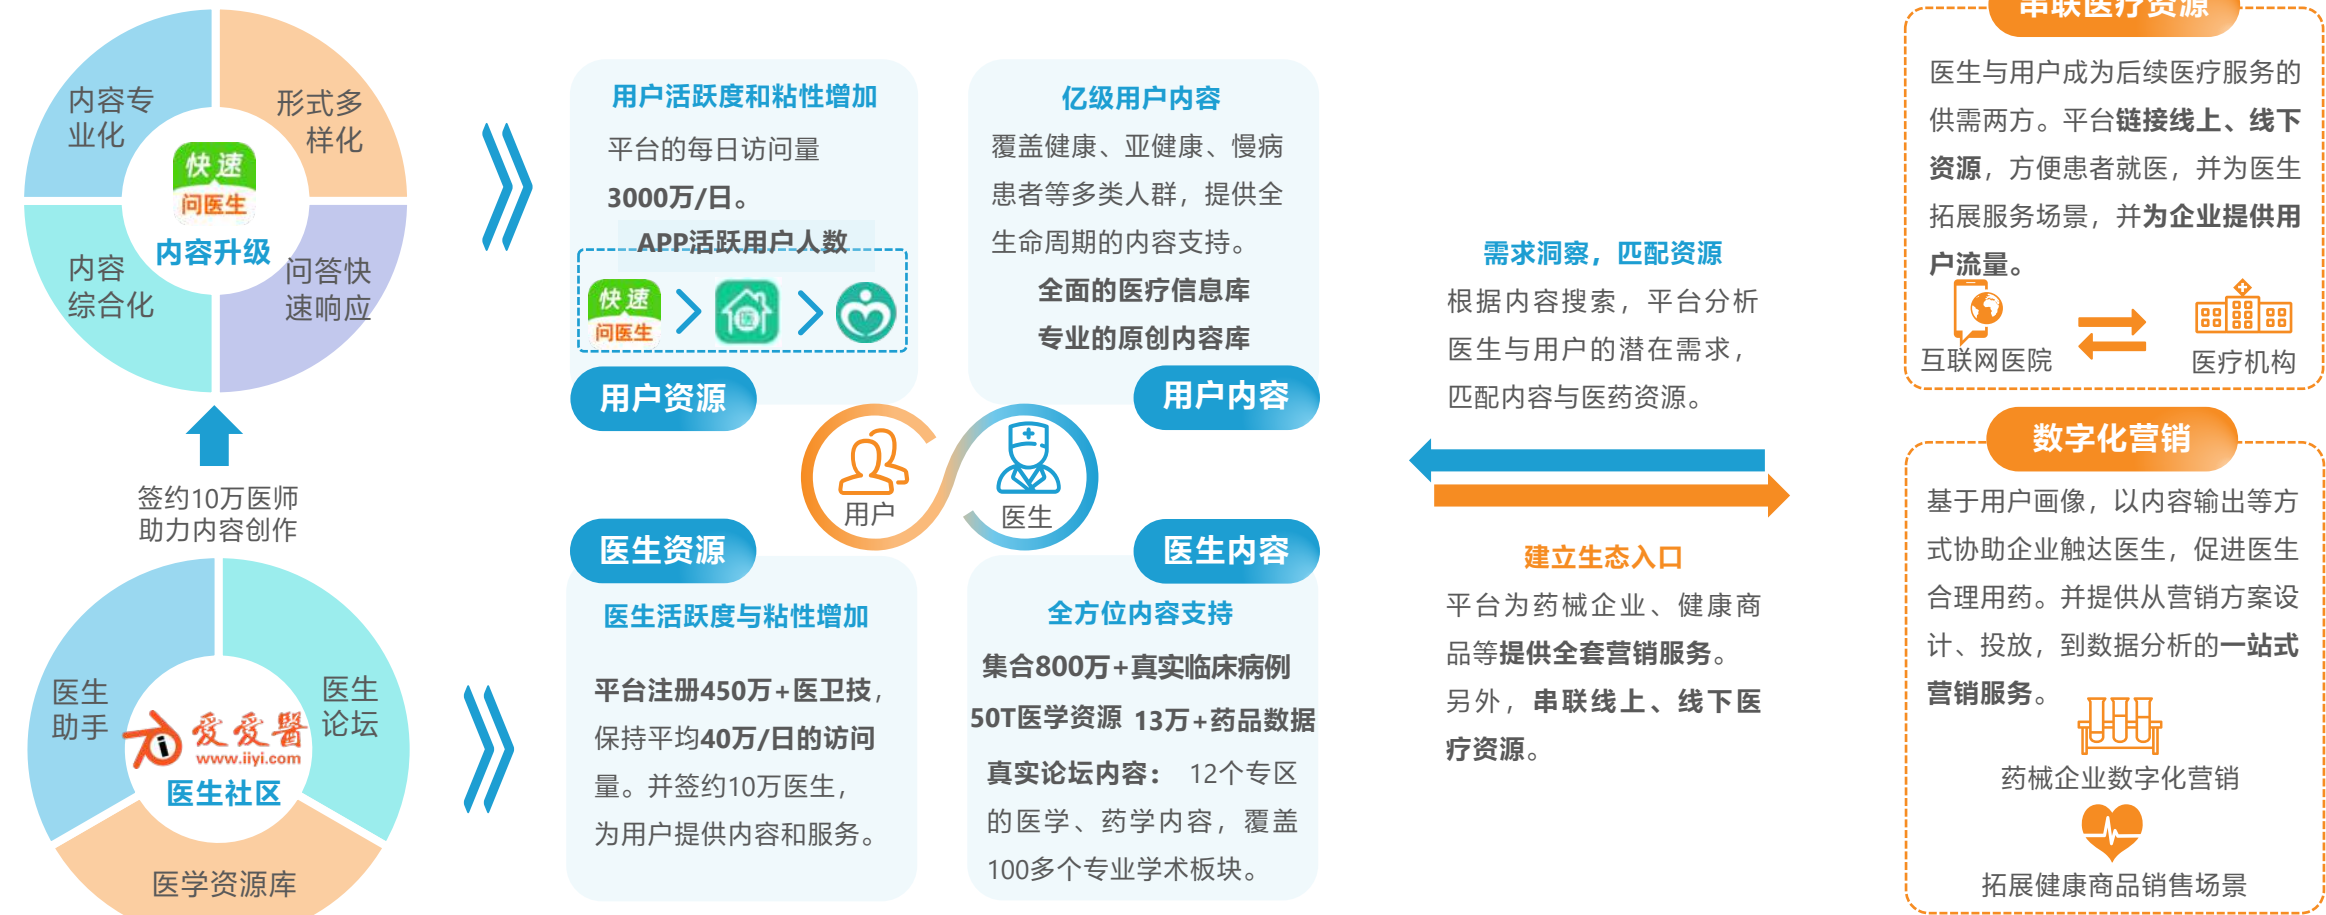 内容专
业化
形式多
样化
快速
问医生
内容升级
内容
综合化
问答快
速响应
签约10万医师
助力内容创作
医生
助手
医生
论坛
爱爱醫
www.iiyi.com
医生社区
医学资源库
用户活跃度和粘性增加
平台的每日访问量
3000万/日。
APP活跃用户人数
快速
问医生
医
用户资源
亿级用户内容
覆盖健康、亚健康、慢病
患者等多类人群，提供全
生命周期的内容支持。
全面的医疗信息库
专业的原创内容库
用户内容
用户
医生
医生资源
医生活跃度与粘性增加
平台注册450万+医卫技，
保持平均40万/日的访问
量。并签约10万医生，
为用户提供内容和服务。
医生内容
全方位内容支持
集合800万+真实临床病例
50T医学资源 13万+药品数据
真实论坛内容： 12个专区
的医学、药学内容，覆盖
100多个专业学术板块。
需求洞察，匹配资源
根据内容搜索，平台分析
医生与用户的潜在需求，
匹配内容与医药资源。
建立生态入口
平台为药械企业、健康商
品等提供全套营销服务。
另外，串联线上、线下医
疗资源。
串联医疗资源
医生与用户成为后续医疗服务的
供需两方。平台链接线上、线下
资源，方便患者就医，并为医生
拓展服务场景，并为企业提供用
户流量。
互联网医院
医疗机构
数字化营销
基于用户画像，以内容输出等方
式协助企业触达医生，促进医生
合理用药。并提供从营销方案设
计、投放，到数据分析的一站式
营销服务。
药械企业数字化营销
拓展健康商品销售场景